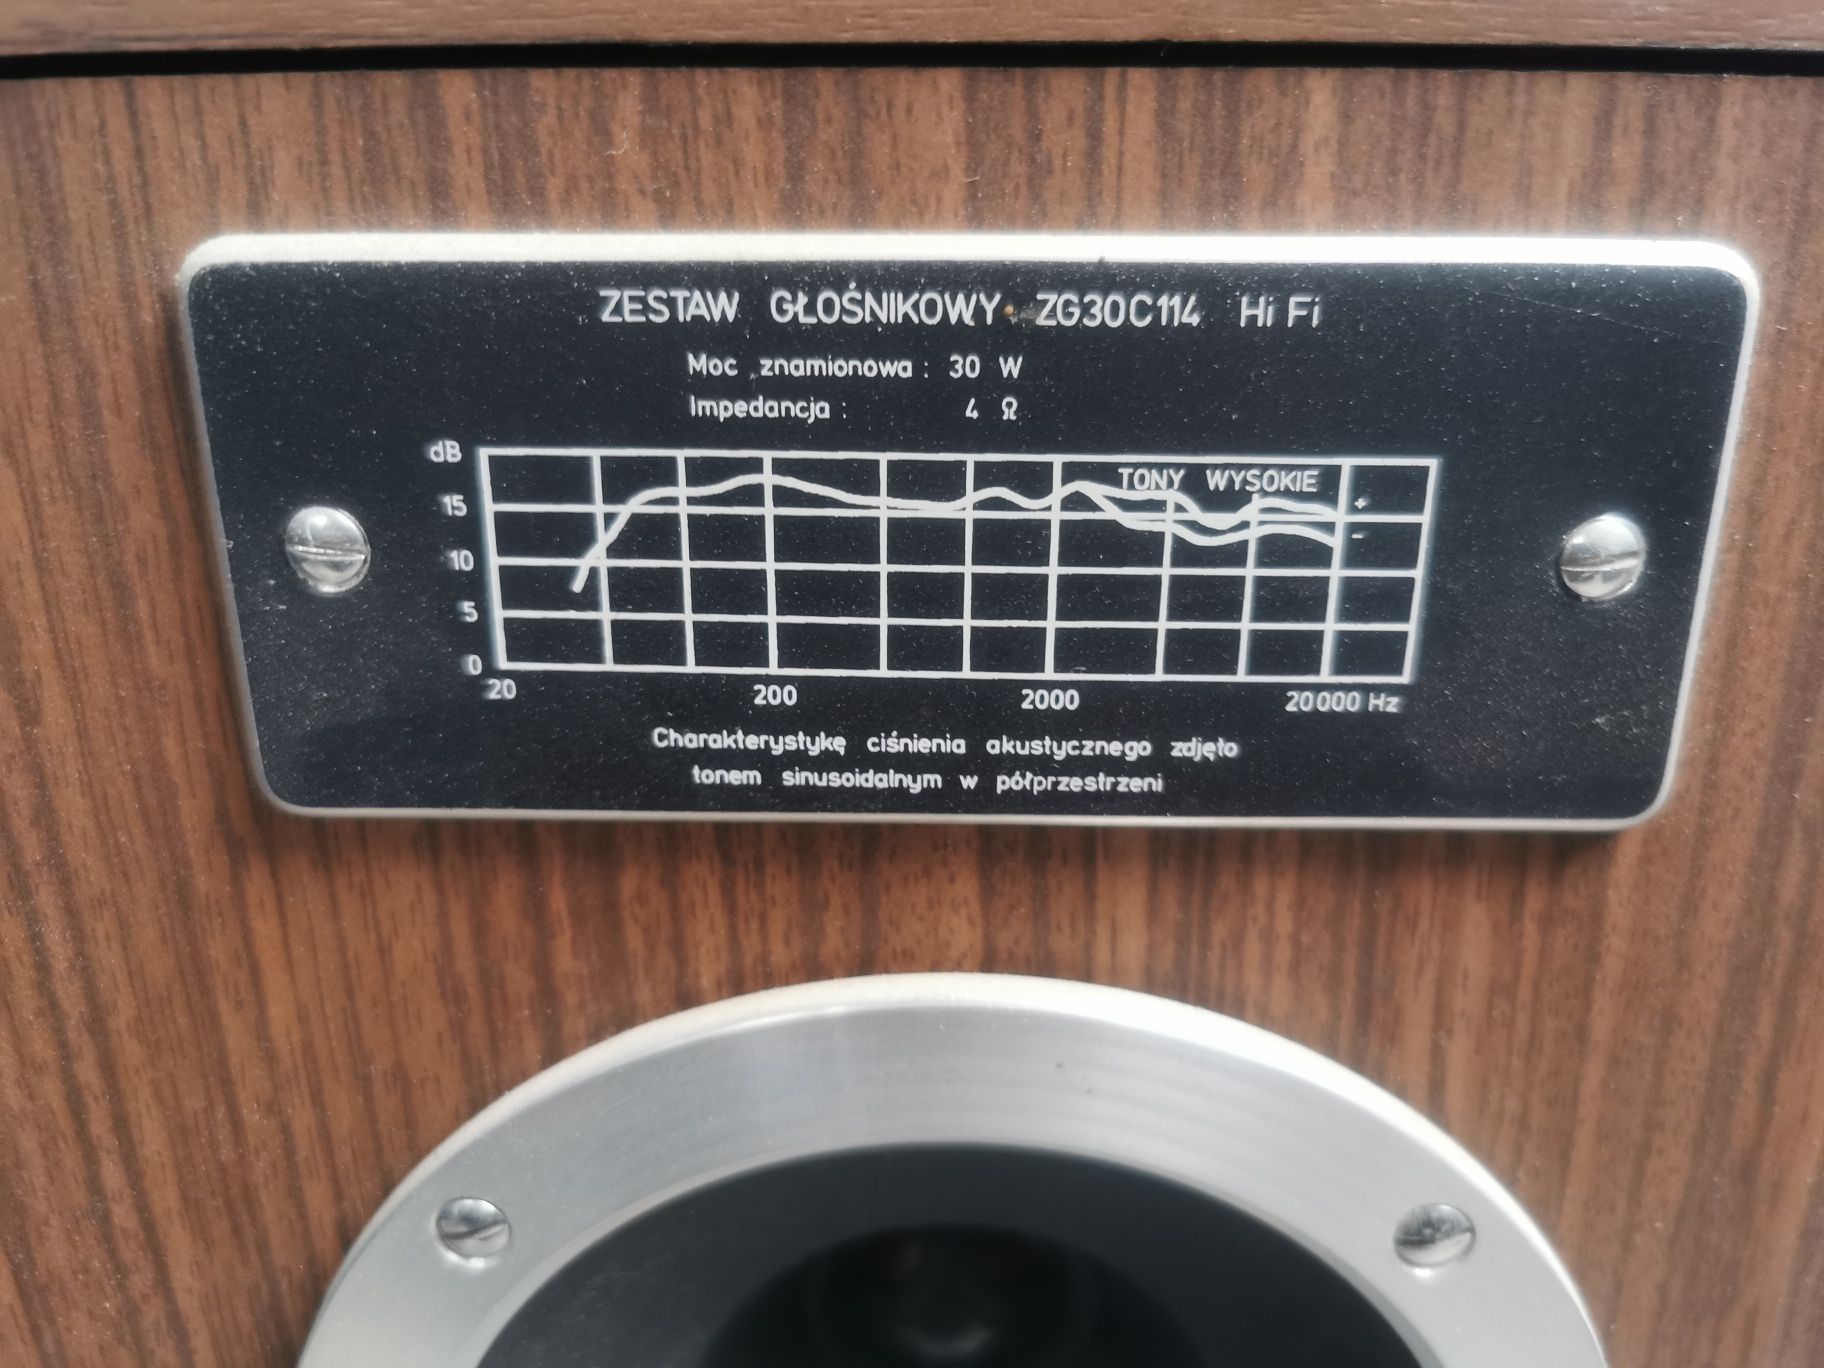 ZESTAW GŁOŚNIKOWY ZG30C114 Hi Fi
Moc znamionowa : 30 W
Impedancja : 4 Ω
dB
TONY WYSOKIE
15
+
-
10
5
0
20 200 2000 20000 Hz
Charakterystykę ciśnienia akustycznego zdjęto
tonem sinusoidalnym w półprzestrzeni